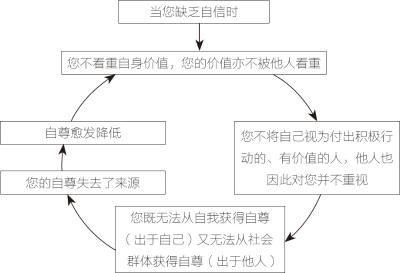 当您缺乏自信时
您不看重自身价值，您的价值亦不被他人看重
您不将自己视为付出积极行
动的、有价值的人，他人也
因此对您并不重视
您既无法从自我获得自尊
（出于自己）又无法从社会
群体获得自尊（出于他人）
您的自尊失去了来源
自尊愈发降低